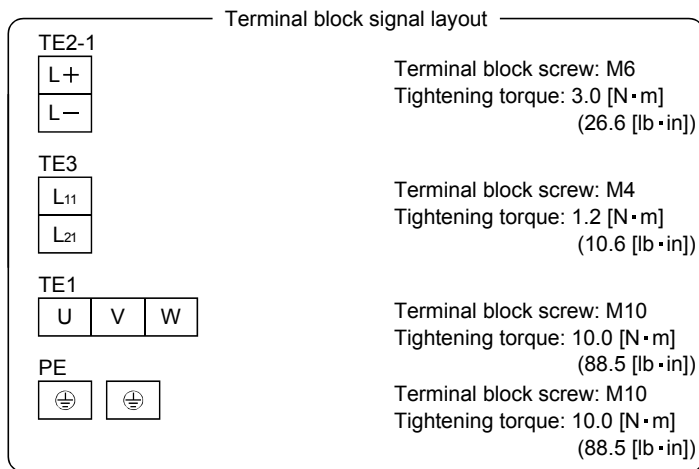 Terminal block signal layout
TE2-1
L+
Terminal block screw: M6
L−
Tightening torque: 3.0 [N▪m]
(26.6 [lb▪in])
TE3
L11
Terminal block screw: M4
L21
Tightening torque: 1.2 [N▪m]
(10.6 [lb▪in])
TE1
U V W
Terminal block screw: M10
Tightening torque: 10.0 [N▪m]
(88.5 [lb▪in])
PE
Terminal block screw: M10
Tightening torque: 10.0 [N▪m]
(88.5 [lb▪in])